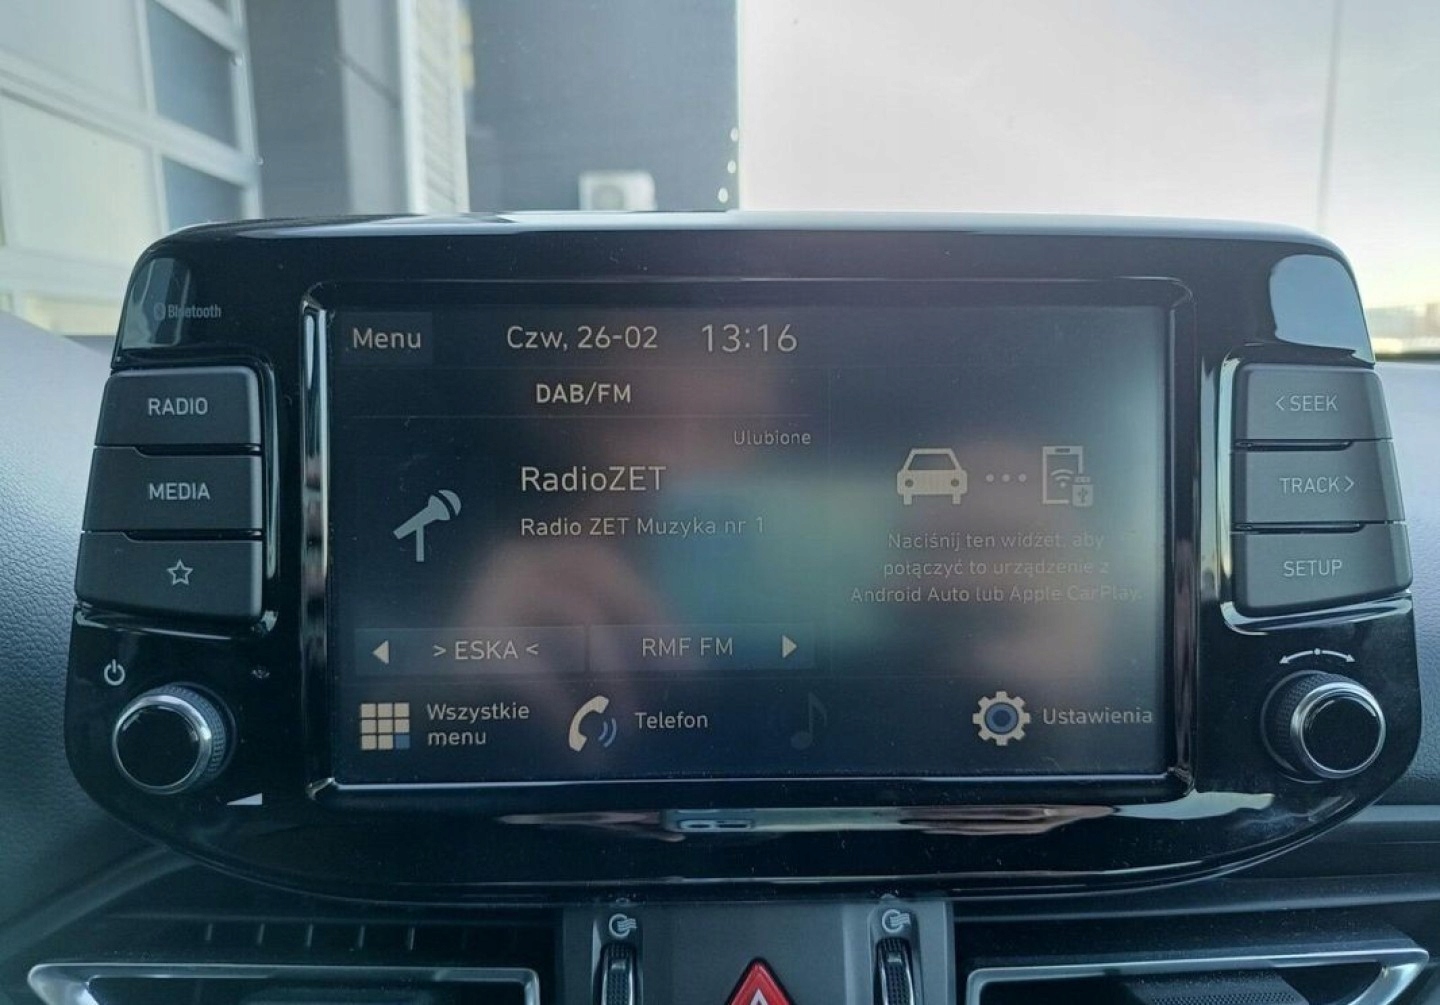 Bluetooth
Menu
Czw, 26-02
13:16
DAB/FM
RADIO
MEDIA
Ulubione
RadioZET
Radio ZET Muzyka nr 1
Naciśnij ten widżet, aby
połączyć to urządzenie z
Android Auto lub Apple CarPlay.
> ESKA <
RMF FM
Wszystkie
menu
Telefon
Ustawienia
< SEEK
TRACK >
SETUP